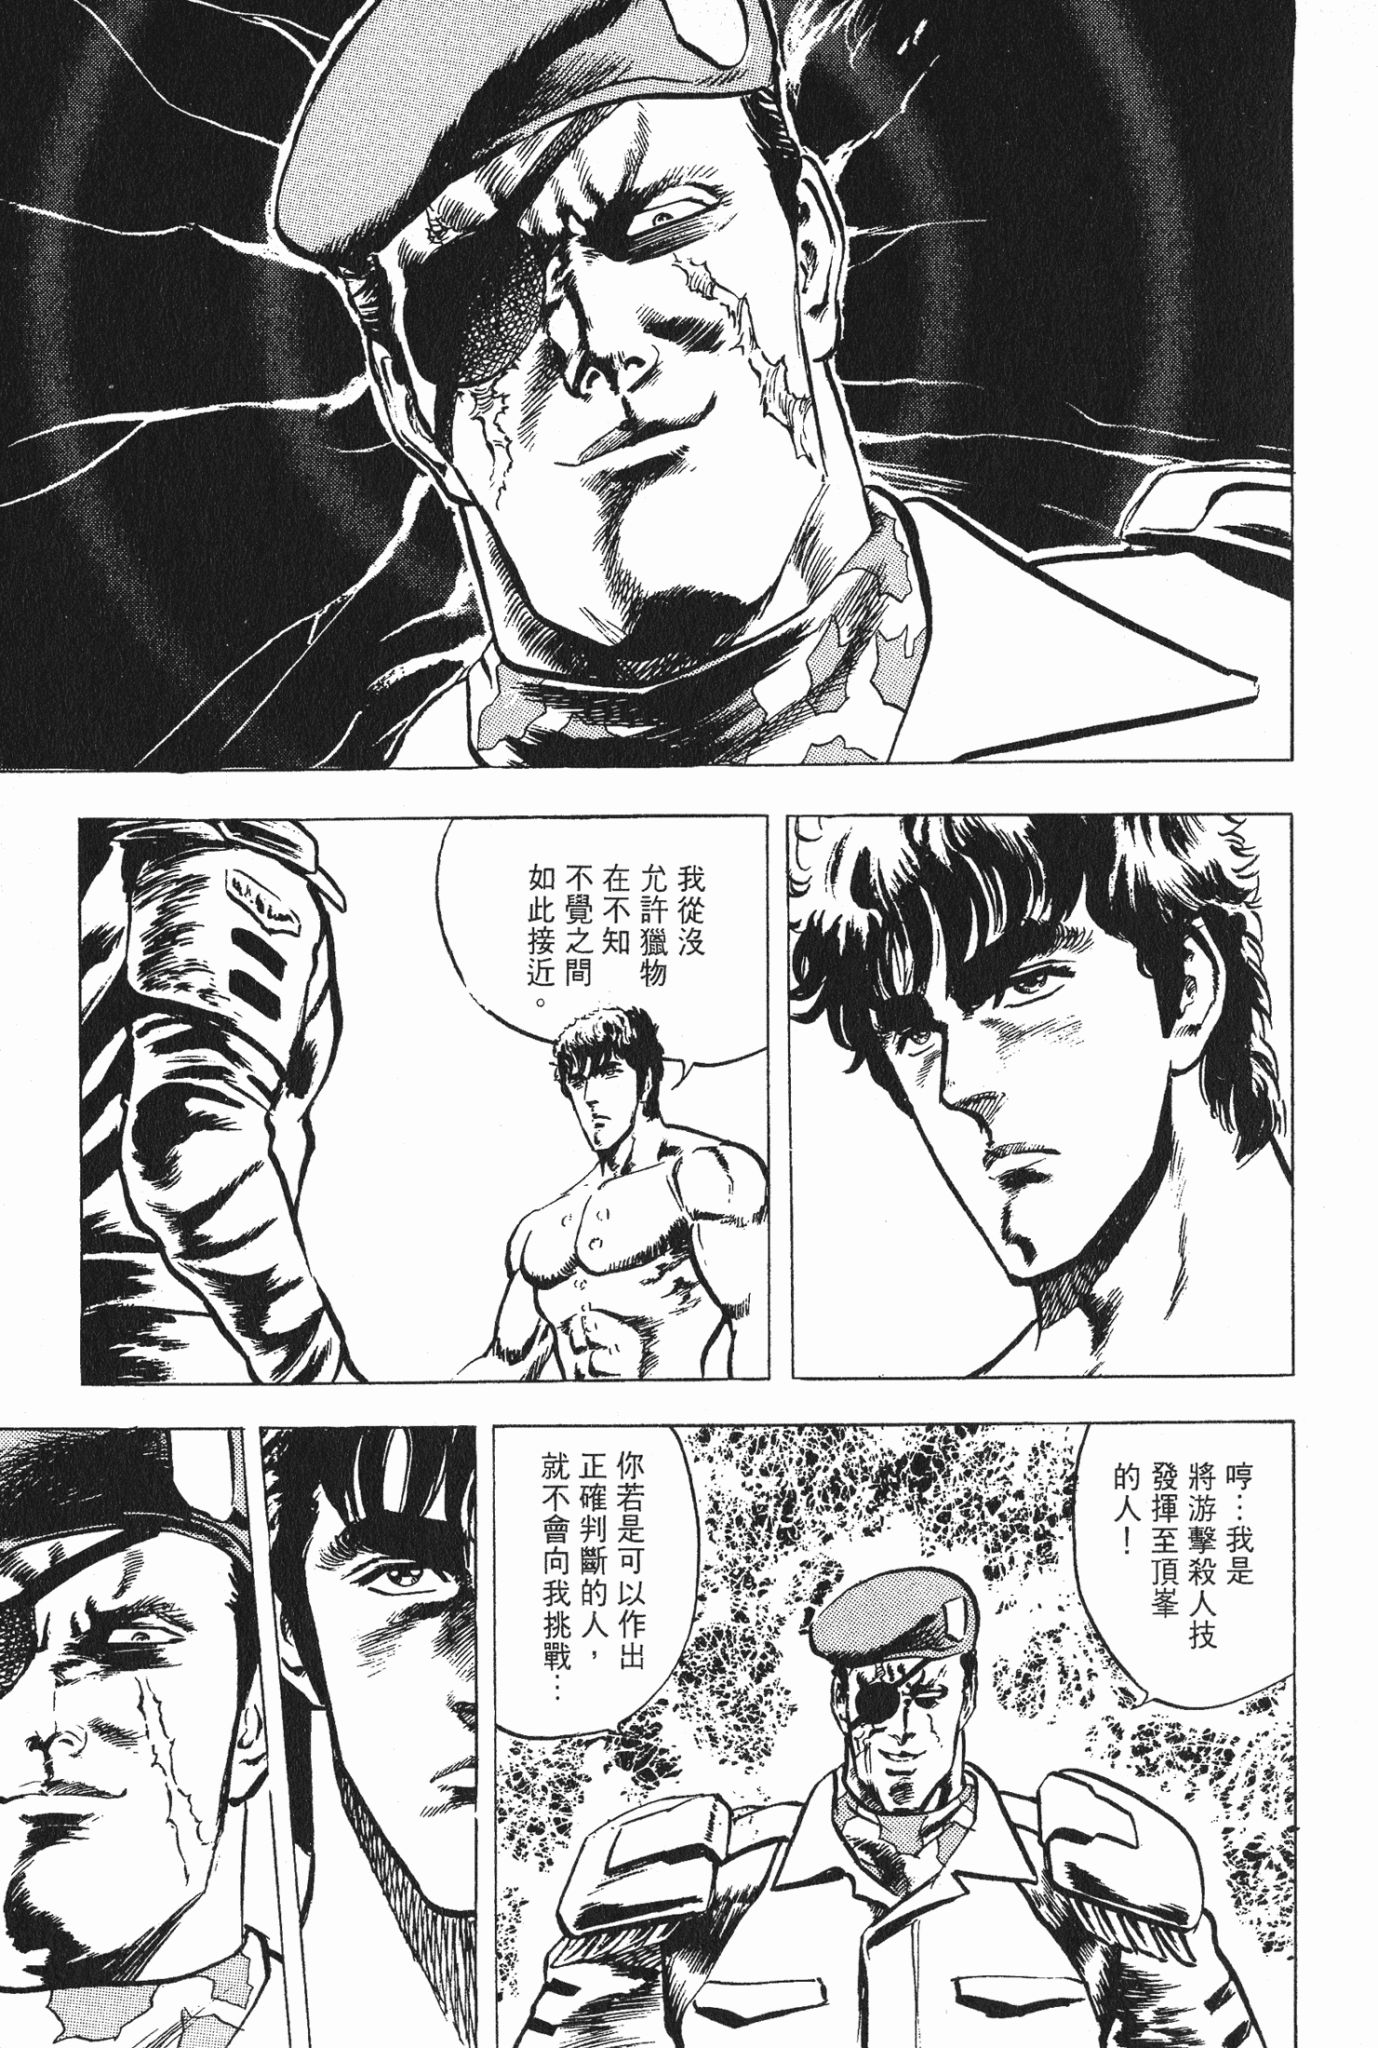 我從沒
允許獵物
在不知
不覺之間
如此接近。
哼…我是
將游擊殺人技
發揮至頂峯
的人！
你若是可以作出
正確判斷的人，
就不會向我挑戰…